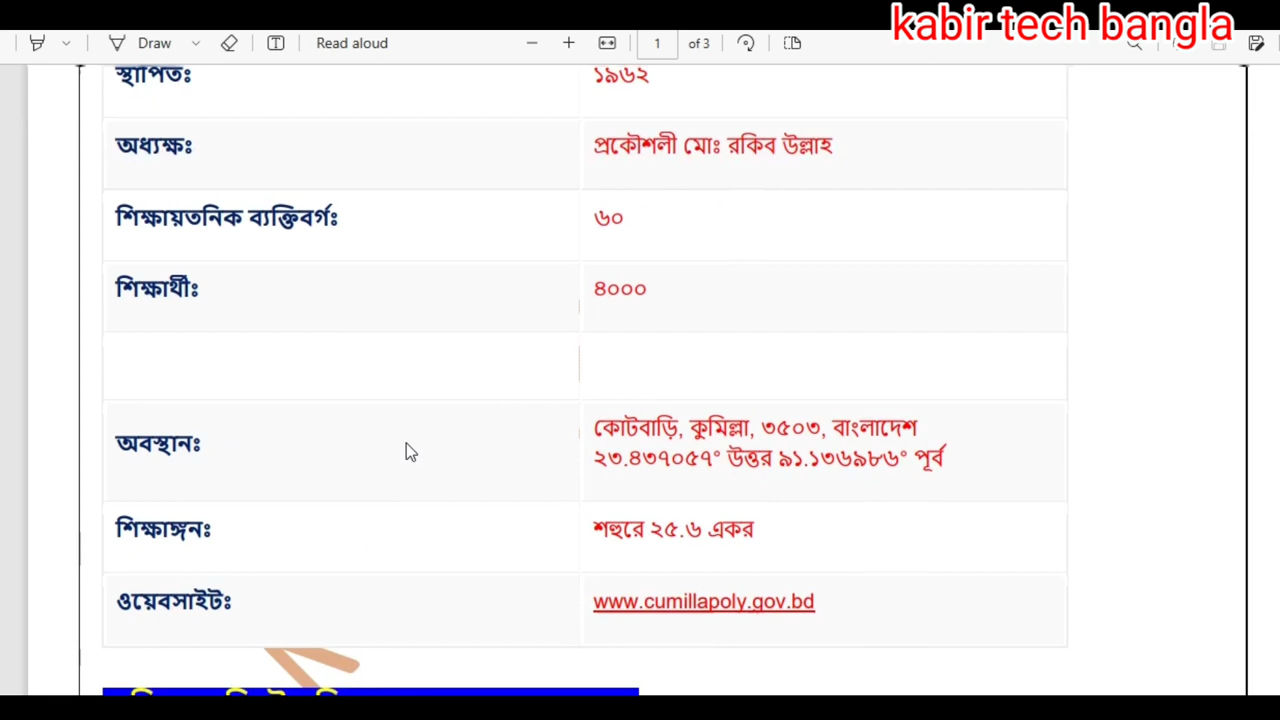 kabir tech bangla
Draw
Read aloud
1 of 3
স্থাপিতঃ ১৯৬২
অধ্যক্ষঃ প্রকৌশলী মোঃ রকিব উল্লাহ
শিক্ষায়তনিক ব্যক্তিবর্গঃ ৬০
শিক্ষার্থীঃ ৪০০০
অবস্থানঃ কোটবাড়ি, কুমিল্লা, ৩৫০৩, বাংলাদেশ
২৩.৪৩৭০৫৭° উত্তর ৯১.১৩৬৯৮৬° পূর্ব
শিক্ষাঙ্গনঃ শহুরে ২৫.৬ একর
ওয়েবসাইটঃ www.cumillapoly.gov.bd